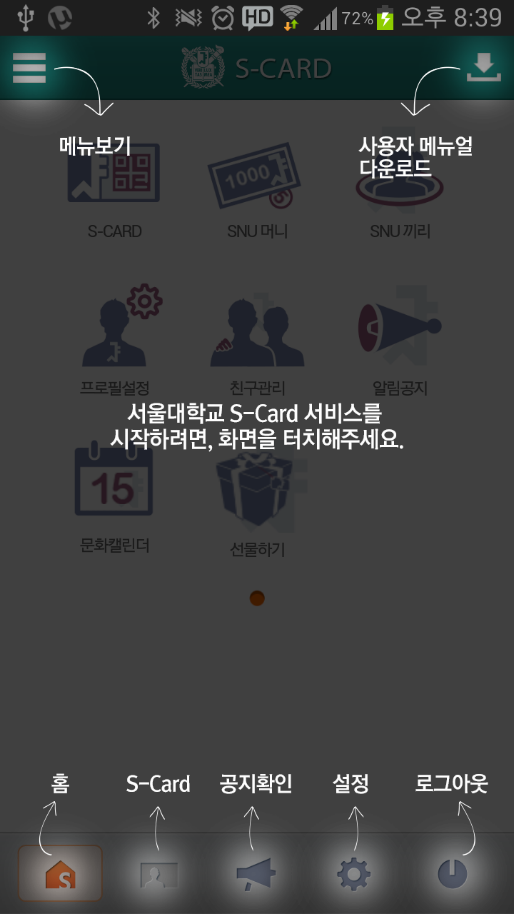 72% 오후 8:39
S-CARD
메뉴보기
사용자 메뉴얼
다운로드
1000
S-CARD
SNU 머니
SNU 끼리
프로필설정
친구관리
알림공지
서울대학교 S-Card 서비스를
시작하려면, 화면을 터치해주세요.
15
문화캘린더
선물하기
홈
S-Card
공지확인
설정
로그아웃